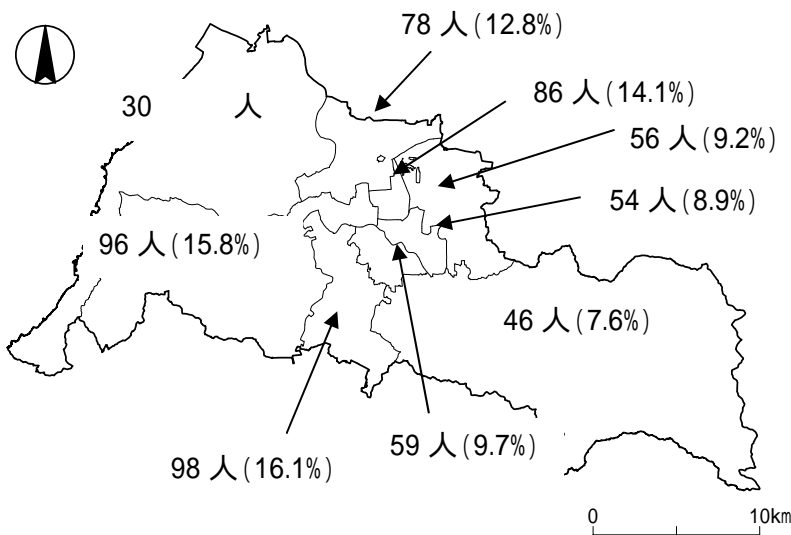 78 人(12.8%)
30 人
86 人(14.1%)
56 人(9.2%)
54 人(8.9%)
96 人(15.8%)
46 人(7.6%)
59 人(9.7%)
98 人(16.1%)
0 10km